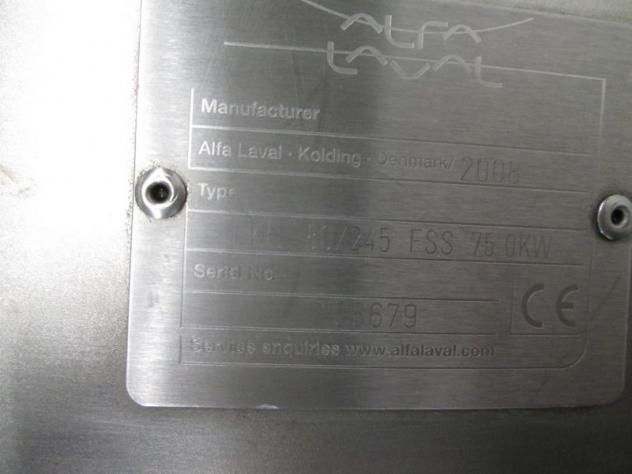 ALFA
LAVAL
Manufacturer
Alfa Laval · Kolding · Denmark/ 2008
Type
/245 ESS 75.0KW
Serial No.
CE
Service enquiries www.alfalaval.com